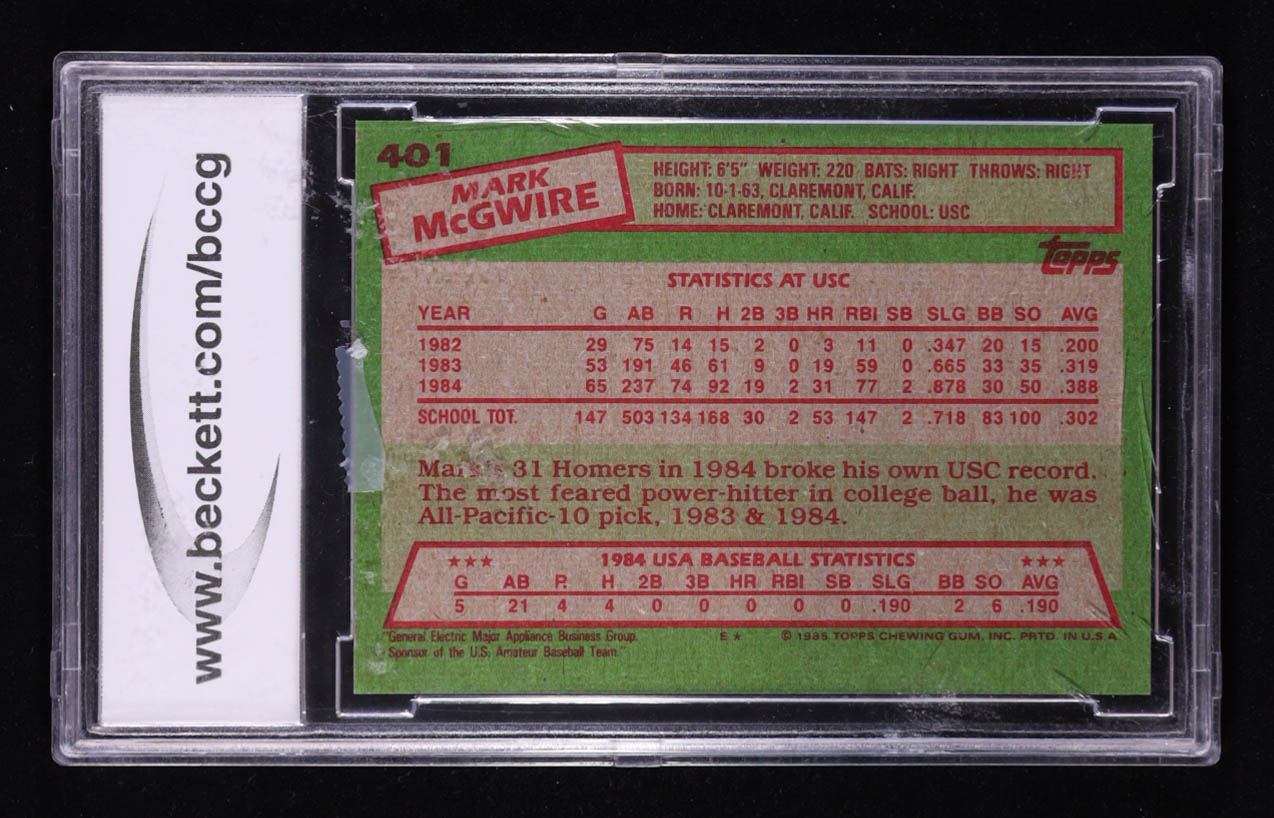 www.beckett.com/bccg
401
MARK
McGWIRE
HEIGHT: 6'5" WEIGHT: 220 BATS: RIGHT THROWS: RIGHT
BORN: 10-1-63, CLAREMONT, CALIF.
HOME: CLAREMONT, CALIF. SCHOOL: USC
Topps
STATISTICS AT USC
YEAR G AB R H 2B 3B HR RBI SB SLG BB SO AVG
1982 29 75 14 15 2 0 3 11 0 .347 20 15 .200
1983 53 191 46 61 9 0 19 59 0 .665 33 35 .319
1984 65 237 74 92 19 2 31 77 2 .878 30 50 .388
SCHOOL TOT. 147 503 134 168 30 2 53 147 2 .718 83 100 .302
Mark's 31 Homers in 1984 broke his own USC record.
The most feared power-hitter in college ball, he was
All-Pacific-10 pick, 1983 & 1984.
★★★ 1984 USA BASEBALL STATISTICS ★★★
G AB R H 2B 3B HR RBI SB SLG BB SO AVG
5 21 4 4 0 0 0 0 0 .190 2 6 .190
"General Electric Major Appliance Business Group. E★ © 1985 TOPPS CHEWING GUM, INC. PRTD. IN U.S.A
Sponsor of the U.S. Amateur Baseball Team."